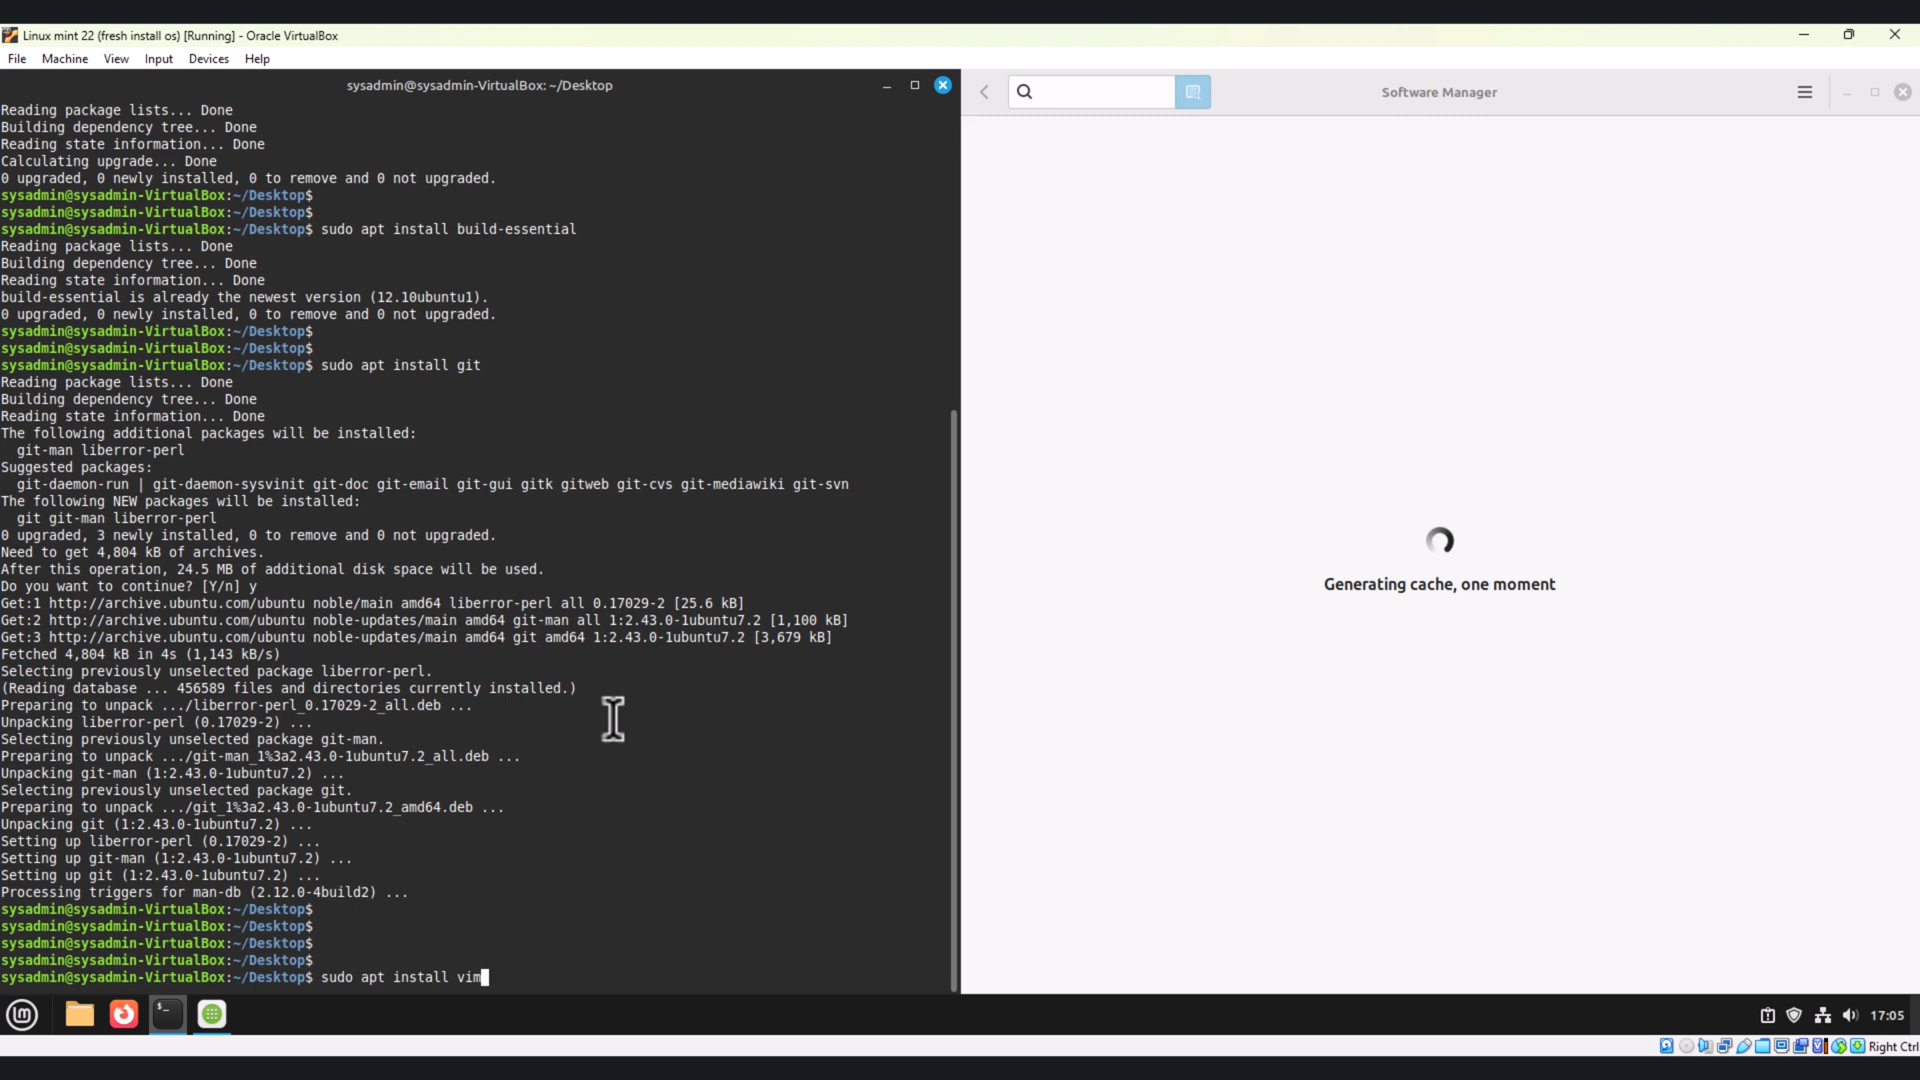 Linux mint 22 (fresh install os) [Running] - Oracle VirtualBox
File Machine View Input Devices Help
sysadmin@sysadmin-VirtualBox: ~/Desktop
Reading package lists... Done
Building dependency tree... Done
Reading state information... Done
Calculating upgrade... Done
0 upgraded, 0 newly installed, 0 to remove and 0 not upgraded.
sysadmin@sysadmin-VirtualBox:~/Desktop$
sysadmin@sysadmin-VirtualBox:~/Desktop$
sysadmin@sysadmin-VirtualBox:~/Desktop$ sudo apt install build-essential
Reading package lists... Done
Building dependency tree... Done
Reading state information... Done
build-essential is already the newest version (12.10ubuntu1).
0 upgraded, 0 newly installed, 0 to remove and 0 not upgraded.
sysadmin@sysadmin-VirtualBox:~/Desktop$
sysadmin@sysadmin-VirtualBox:~/Desktop$
sysadmin@sysadmin-VirtualBox:~/Desktop$ sudo apt install git
Reading package lists... Done
Building dependency tree... Done
Reading state information... Done
The following additional packages will be installed:
  git-man liberror-perl
Suggested packages:
  git-daemon-run | git-daemon-sysvinit git-doc git-email git-gui gitk gitweb git-cvs git-mediawiki git-svn
The following NEW packages will be installed:
  git git-man liberror-perl
0 upgraded, 3 newly installed, 0 to remove and 0 not upgraded.
Need to get 4,804 kB of archives.
After this operation, 24.5 MB of additional disk space will be used.
Do you want to continue? [Y/n] y
Get:1 http://archive.ubuntu.com/ubuntu noble/main amd64 liberror-perl all 0.17029-2 [25.6 kB]
Get:2 http://archive.ubuntu.com/ubuntu noble-updates/main amd64 git-man all 1:2.43.0-1ubuntu7.2 [1,100 kB]
Get:3 http://archive.ubuntu.com/ubuntu noble-updates/main amd64 git amd64 1:2.43.0-1ubuntu7.2 [3,679 kB]
Fetched 4,804 kB in 4s (1,143 kB/s)
Selecting previously unselected package liberror-perl.
(Reading database ... 456589 files and directories currently installed.)
Preparing to unpack .../liberror-perl_0.17029-2_all.deb ...
Unpacking liberror-perl (0.17029-2) ...
Selecting previously unselected package git-man.
Preparing to unpack .../git-man_1%3a2.43.0-1ubuntu7.2_all.deb ...
Unpacking git-man (1:2.43.0-1ubuntu7.2) ...
Selecting previously unselected package git.
Preparing to unpack .../git_1%3a2.43.0-1ubuntu7.2_amd64.deb ...
Unpacking git (1:2.43.0-1ubuntu7.2) ...
Setting up liberror-perl (0.17029-2) ...
Setting up git-man (1:2.43.0-1ubuntu7.2) ...
Setting up git (1:2.43.0-1ubuntu7.2) ...
Processing triggers for man-db (2.12.0-4build2) ...
sysadmin@sysadmin-VirtualBox:~/Desktop$
sysadmin@sysadmin-VirtualBox:~/Desktop$
sysadmin@sysadmin-VirtualBox:~/Desktop$
sysadmin@sysadmin-VirtualBox:~/Desktop$
sysadmin@sysadmin-VirtualBox:~/Desktop$ sudo apt install vim
Software Manager
Generating cache, one moment
17:05
Right Ctrl